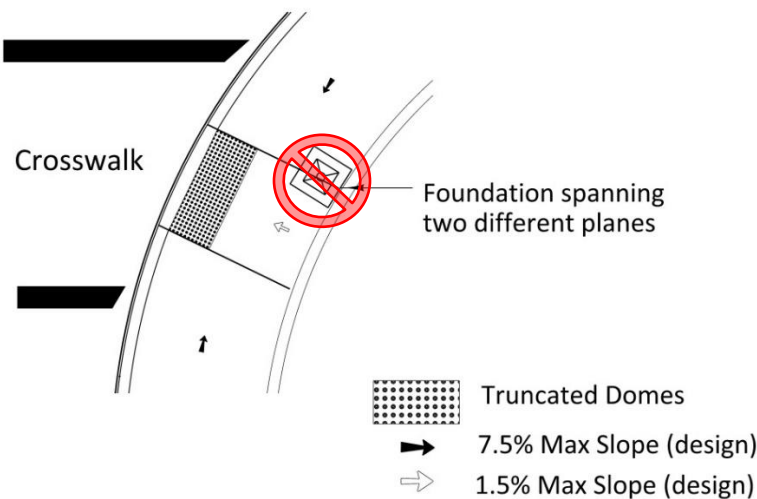 Crosswalk
Foundation spanning
two different planes
Truncated Domes
7.5% Max Slope (design)
1.5% Max Slope (design)